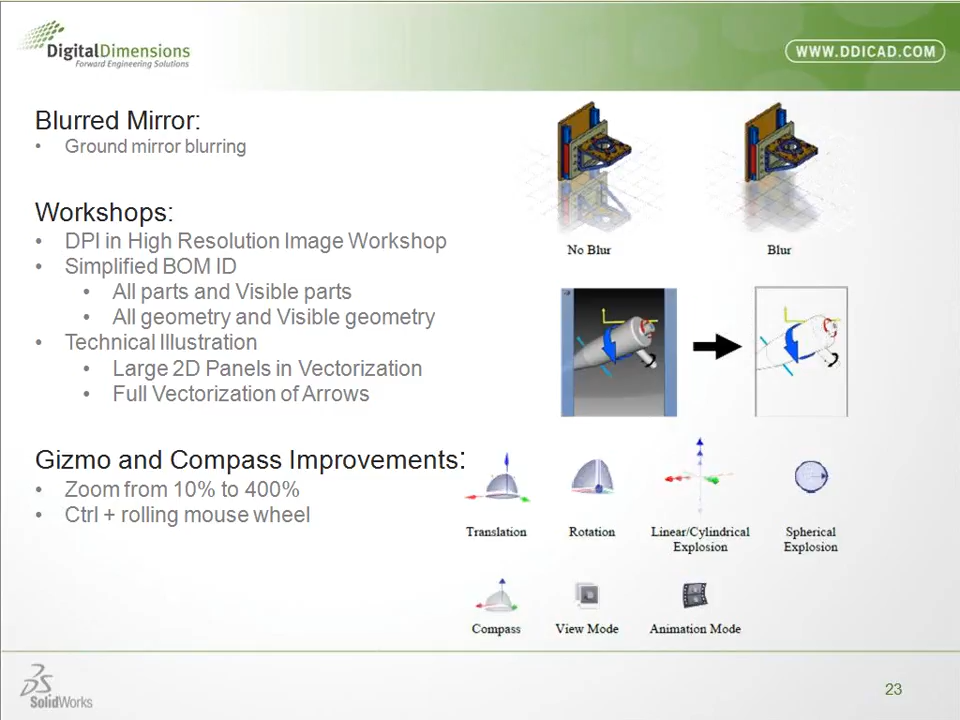 DigitalDimensions
Forward Engineering Solutions
WWW.DDICAD.COM
Blurred Mirror:
• Ground mirror blurring
Workshops:
• DPI in High Resolution Image Workshop
• Simplified BOM ID
• All parts and Visible parts
• All geometry and Visible geometry
• Technical Illustration
• Large 2D Panels in Vectorization
• Full Vectorization of Arrows
Gizmo and Compass Improvements:
• Zoom from 10% to 400%
• Ctrl + rolling mouse wheel
No Blur
Blur
Translation
Rotation
Linear/Cylindrical
Explosion
Spherical
Explosion
Compass
View Mode
Animation Mode
DS
SolidWorks
23